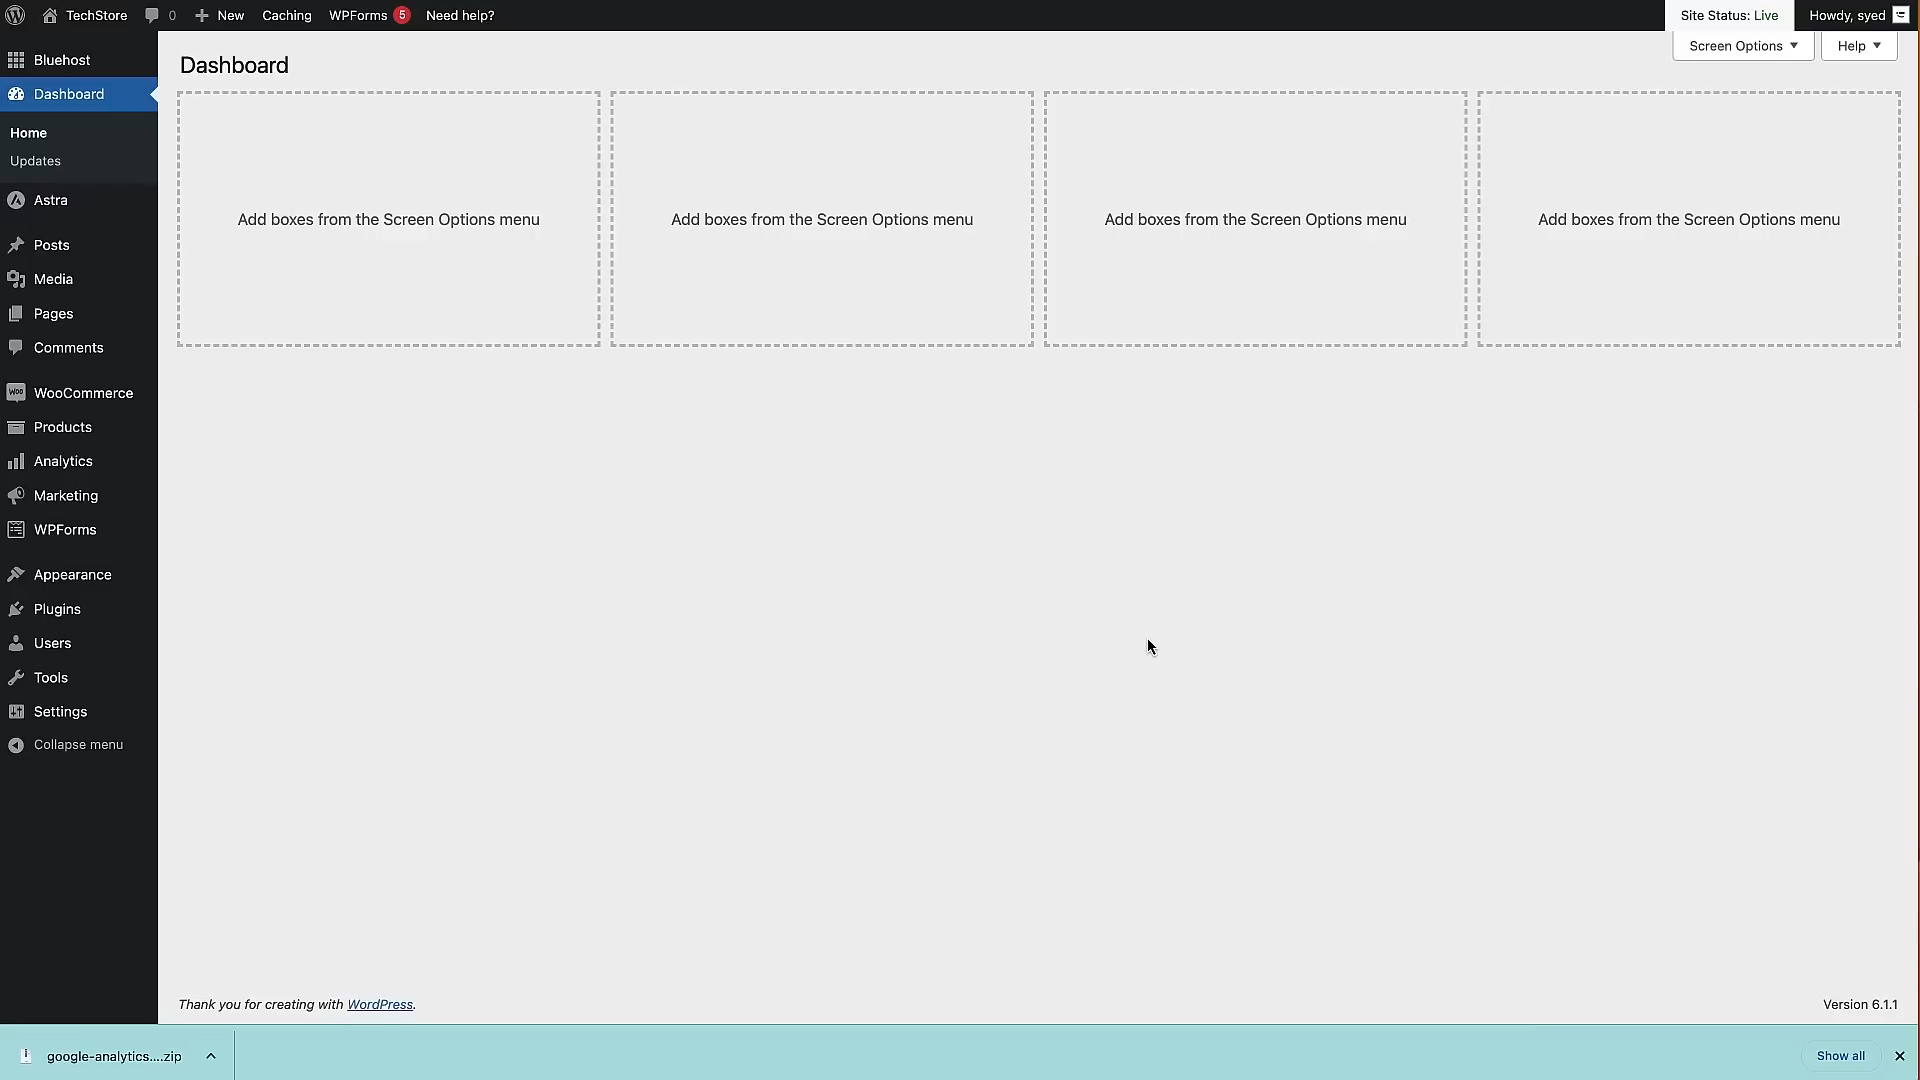 TechStore 0 New Caching WPForms 5 Need help? Site Status: Live Howdy, syed
Screen Options Help
Bluehost
Dashboard
Home
Updates
Astra
Posts
Media
Pages
Comments
WooCommerce
Products
Analytics
Marketing
WPForms
Appearance
Plugins
Users
Tools
Settings
Collapse menu
Dashboard
Add boxes from the Screen Options menu
Add boxes from the Screen Options menu
Add boxes from the Screen Options menu
Add boxes from the Screen Options menu
Thank you for creating with WordPress. Version 6.1.1
google-analytics....zip Show all